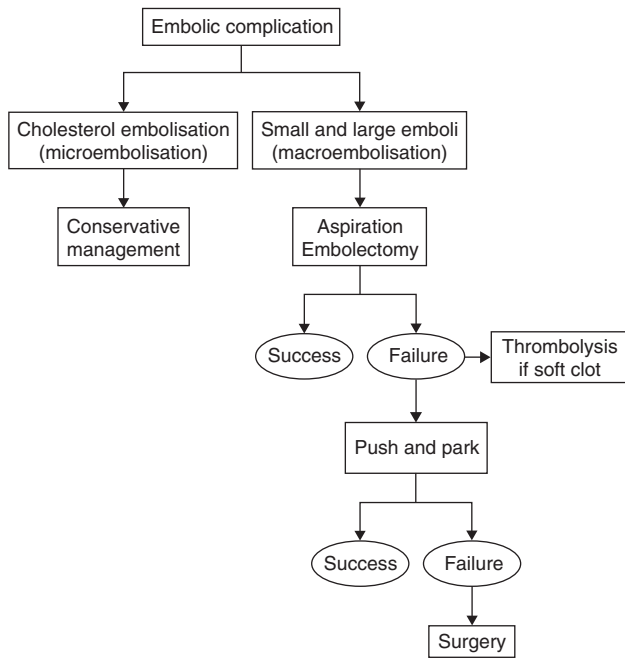 Embolic complication
Cholesterol embolisation
(microembolisation)
Small and large emboli
(macroembolisation)
Conservative
management
Aspiration
Embolectomy
Success
Failure
Thrombolysis
if soft clot
Push and park
Success
Failure
Surgery